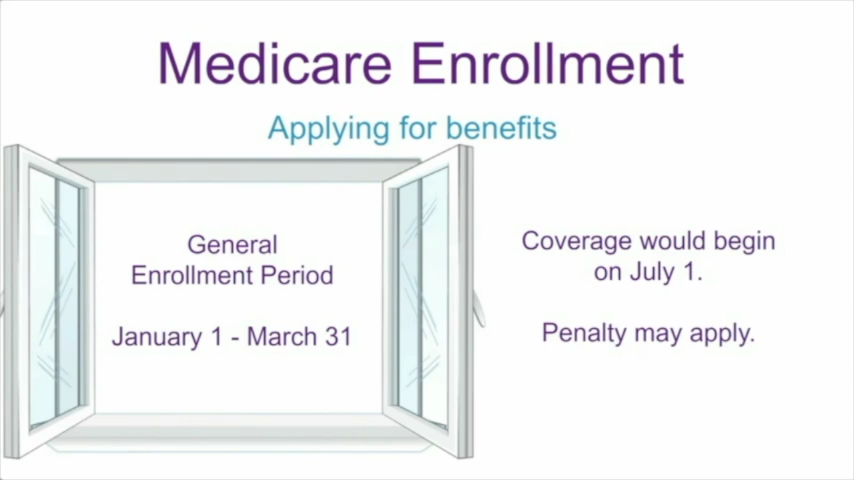 Medicare Enrollment
Applying for benefits
General
Enrollment Period
January 1 - March 31
Coverage would begin
on July 1.
Penalty may apply.